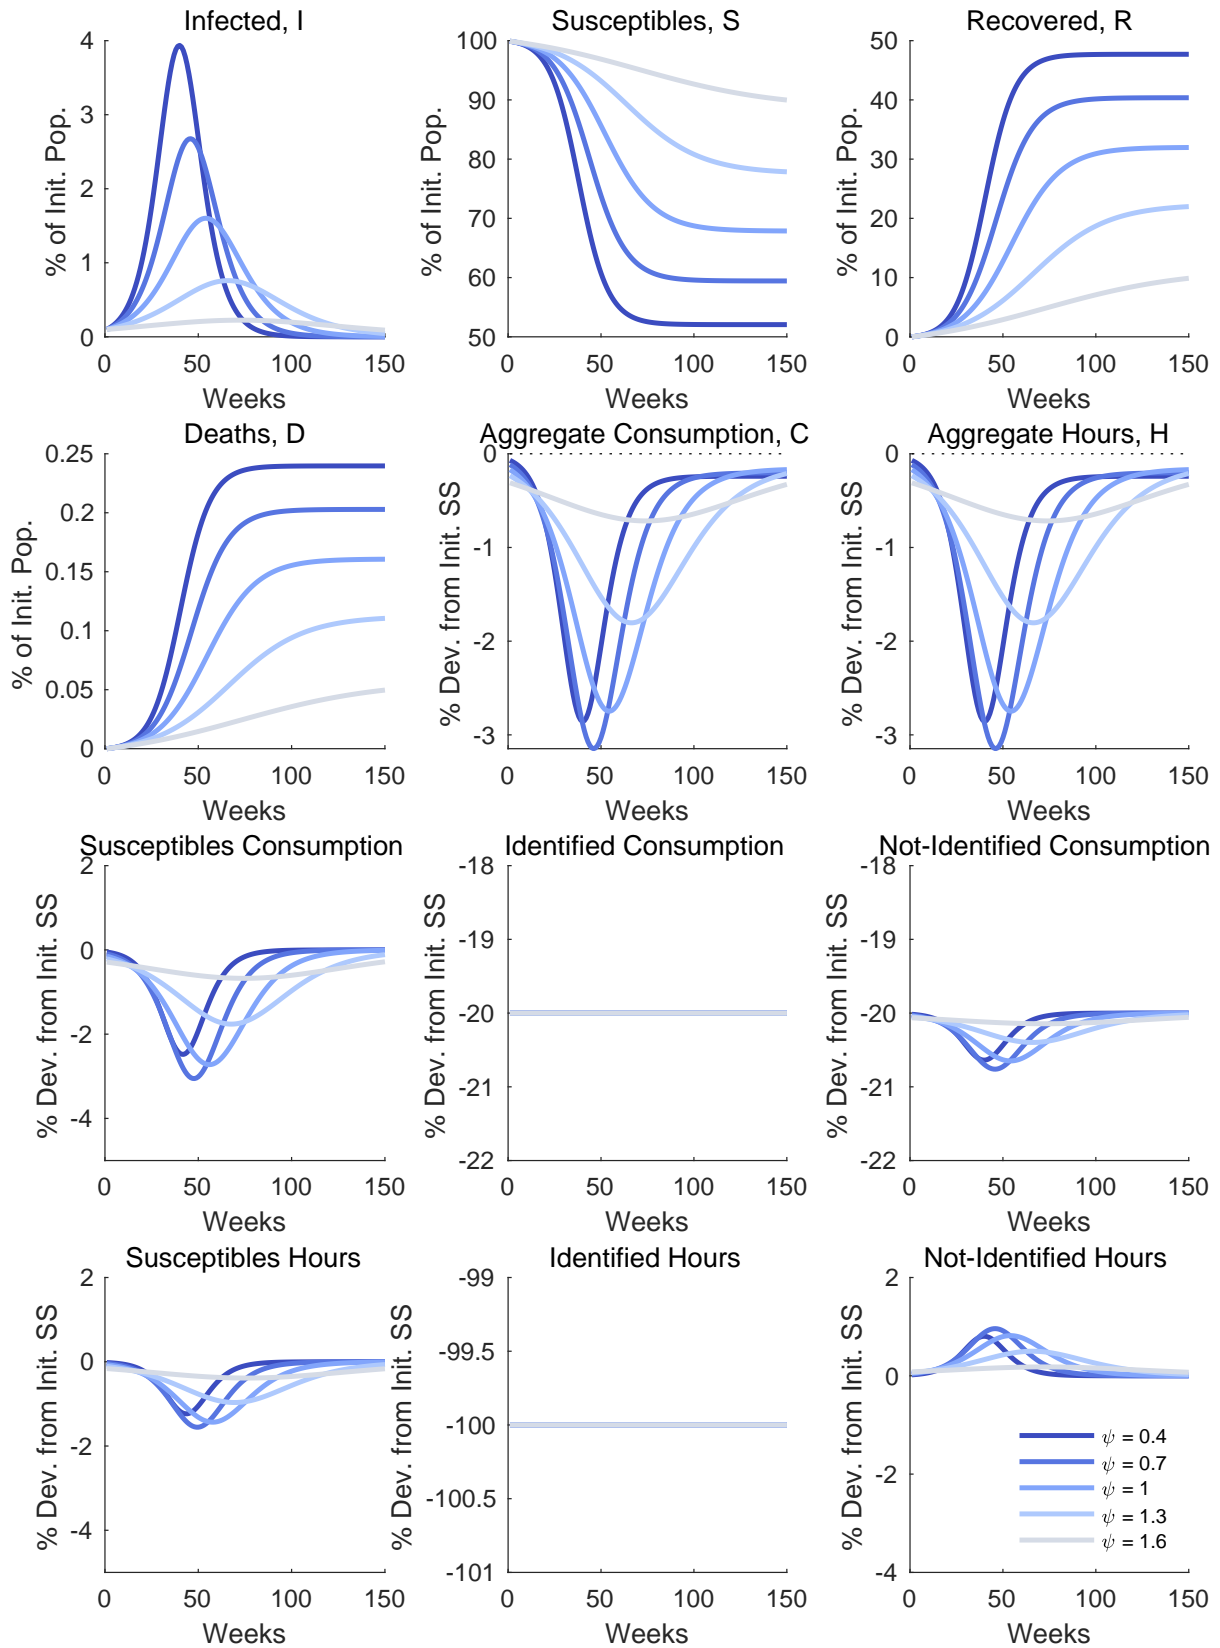 Infected, I
% of Init. Pop.
4
3
2
1
0
0 50 100 150
Weeks
Susceptibles, S
% of Init. Pop.
100
90
80
70
60
50
0 50 100 150
Weeks
Recovered, R
% of Init. Pop.
50
40
30
20
10
0
0 50 100 150
Weeks
Deaths, D
% of Init. Pop.
0.25
0.2
0.15
0.1
0.05
0
0 50 100 150
Weeks
Aggregate Consumption, C
% Dev. from Init. SS
0
-1
-2
-3
0 50 100 150
Weeks
Aggregate Hours, H
% Dev. from Init. SS
0
-1
-2
-3
0 50 100 150
Weeks
Susceptibles Consumption
% Dev. from Init. SS
2
0
-2
-4
0 50 100 150
Weeks
Identified Consumption
% Dev. from Init. SS
-18
-19
-20
-21
-22
0 50 100 150
Weeks
Not-Identified Consumption
% Dev. from Init. SS
-18
-19
-20
-21
-22
0 50 100 150
Weeks
Susceptibles Hours
% Dev. from Init. SS
2
0
-2
-4
0 50 100 150
Weeks
Identified Hours
% Dev. from Init. SS
-99
-99.5
-100
-100.5
-101
0 50 100 150
Weeks
Not-Identified Hours
% Dev. from Init. SS
2
0
-2
-4
0 50 100 150
Weeks
ψ = 0.4
ψ = 0.7
ψ = 1
ψ = 1.3
ψ = 1.6